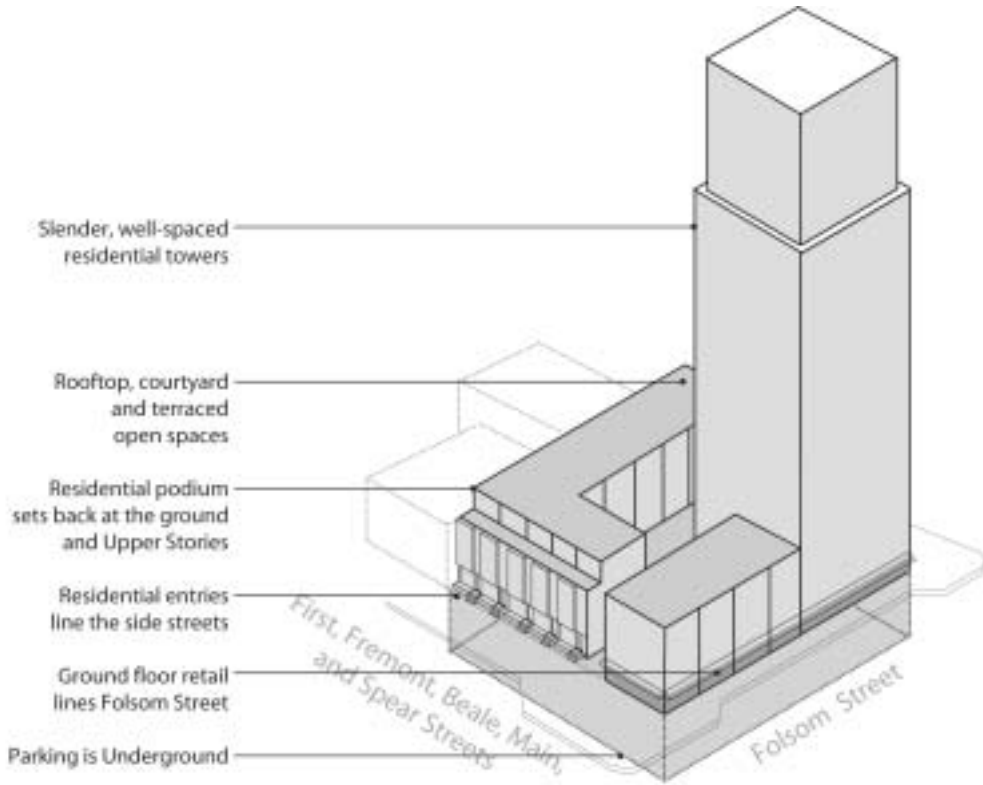 Slender, well-spaced
residential towers
Rooftop, courtyard
and terraced
open spaces
Residential podium
sets back at the ground
and Upper Stories
Residential entries
line the side streets
Ground floor retail
lines Folsom Street
Parking is Underground
First, Fremont, Beale, Main,
and Spear Streets
Folsom Street